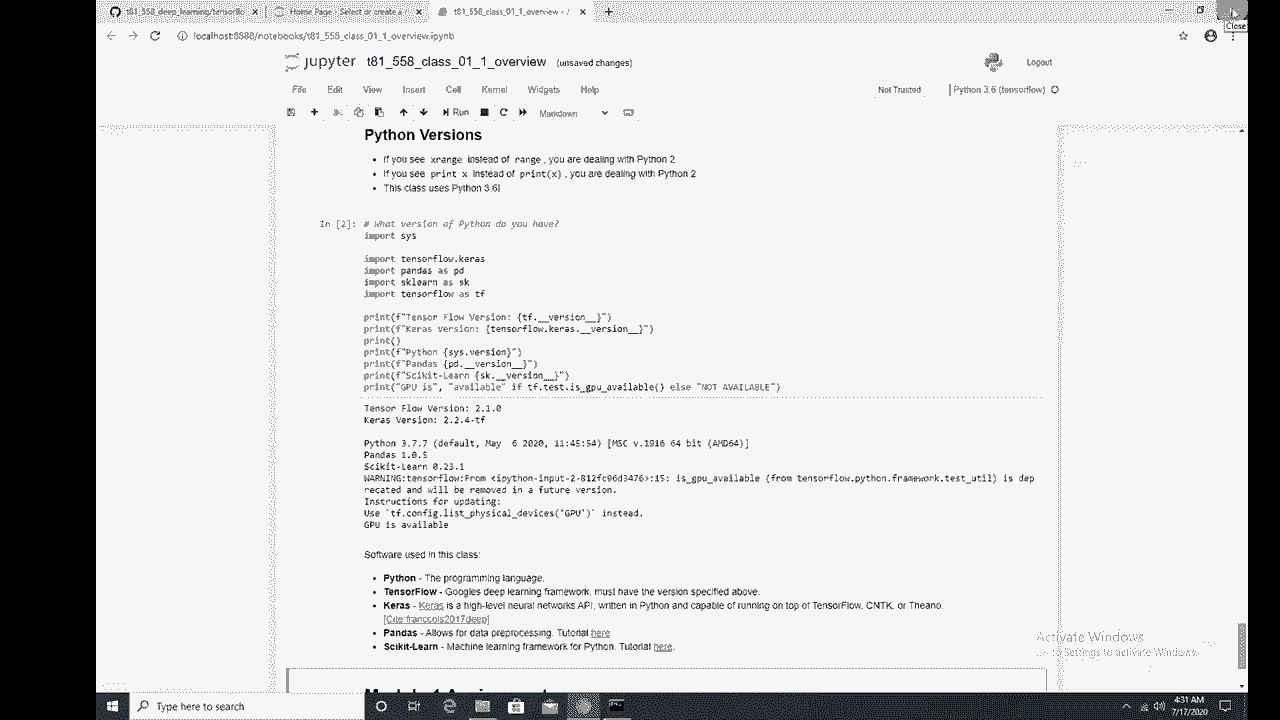 t81_558_deep_learning/tensorfl
Home Page - Select or create a
t81_558_class_01_1_overview - J
Close
localhost:8888/notebooks/t81_558_class_01_1_overview.ipynb
jupyter t81_558_class_01_1_overview (unsaved changes)
Logout
File Edit View Insert Cell Kernel Widgets Help
Not Trusted
Python 3.6 (tensorflow)
Run
Markdown
Python Versions
• If you see xrange instead of range, you are dealing with Python 2
• If you see print x instead of print(x), you are dealing with Python 2
• This class uses Python 3.6!
In [2]: # What version of Python do you have?
import sys
import tensorflow.keras
import pandas as pd
import sklearn as sk
import tensorflow as tf
print(f"Tensor Flow Version: {tf.__version__}")
print(f"Keras Version: {tensorflow.keras.__version__}")
print()
print(f"Python {sys.version}")
print(f"Pandas {pd.__version__}")
print(f"Scikit-Learn {sk.__version__}")
print("GPU is", "available" if tf.test.is_gpu_available() else "NOT AVAILABLE")
Tensor Flow Version: 2.1.0
Keras Version: 2.2.4-tf
Python 3.7.7 (default, May  6 2020, 11:45:54) [MSC v.1916 64 bit (AMD64)]
Pandas 1.0.5
Scikit-Learn 0.23.1
WARNING:tensorflow:From <ipython-input-2-812fc96d3476>:15: is_gpu_available (from tensorflow.python.framework.test_util) is dep
recated and will be removed in a future version.
Instructions for updating:
Use `tf.config.list_physical_devices('GPU')` instead.
GPU is available
Software used in this class:
• Python - The programming language.
• TensorFlow - Googles deep learning framework, must have the version specified above.
• Keras - Keras is a high-level neural networks API, written in Python and capable of running on top of TensorFlow, CNTK, or Theano.
[Cite:franccois2017deep]
• Pandas - Allows for data preprocessing. Tutorial here
• Scikit-Learn - Machine learning framework for Python. Tutorial here.
Activate Windows
to Settings to activate Windows.
Module 1 Assignment
Type here to search
4:31 AM
7/17/2020